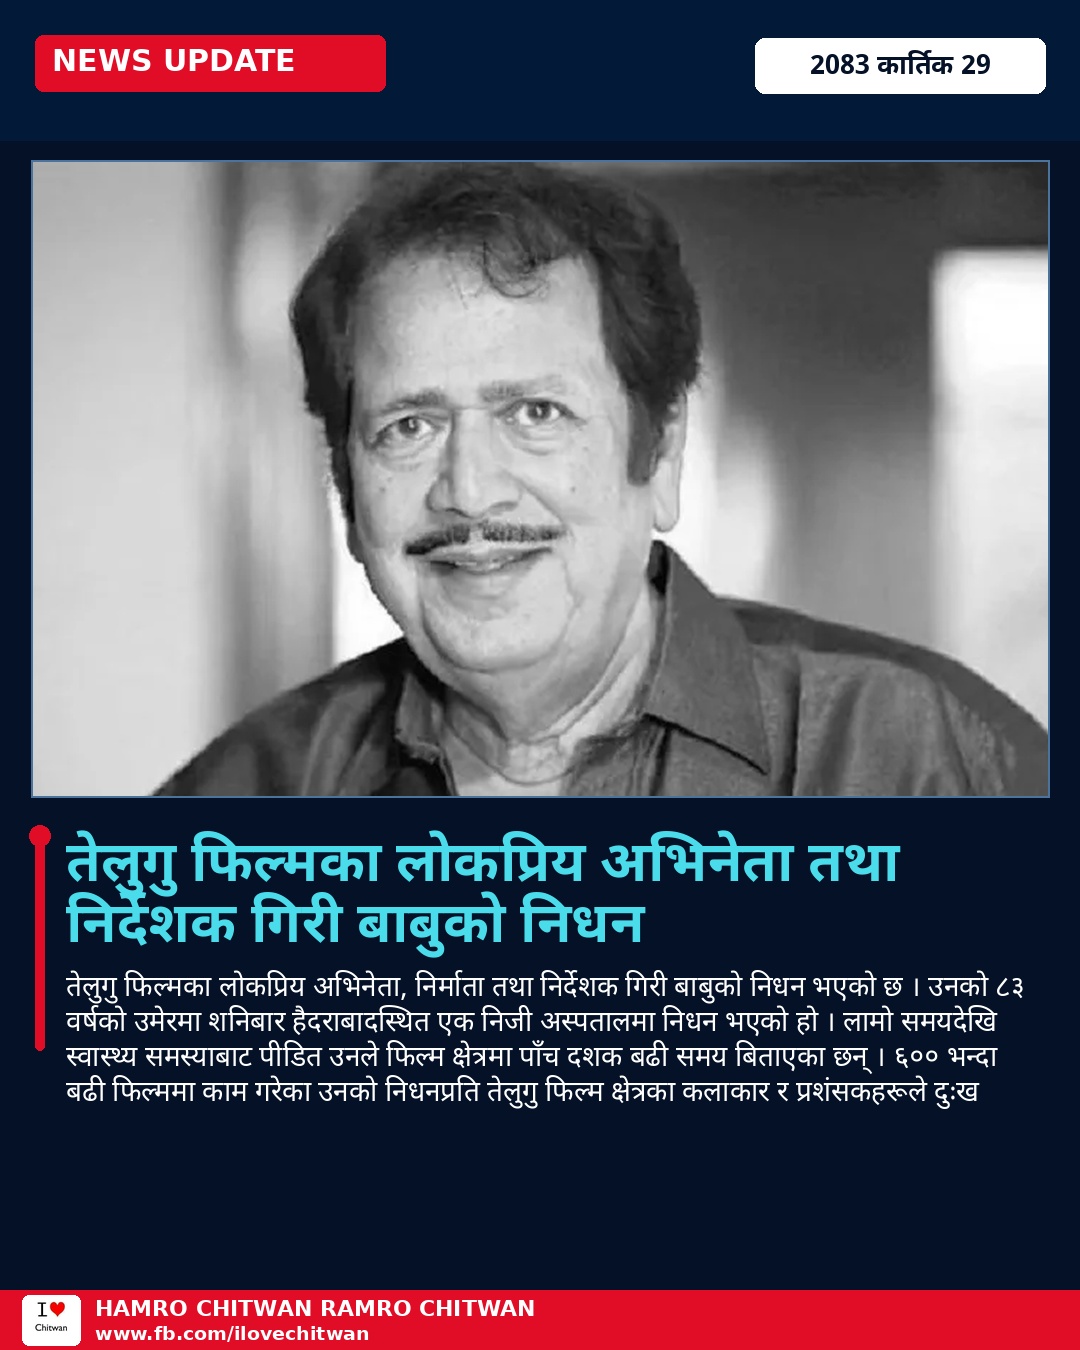 NEWS UPDATE
2083 कार्तिक 29
तेलुगु फिल्मका लोकप्रिय अभिनेता तथा
निर्देशक गिरी बाबुको निधन
तेलुगु फिल्मका लोकप्रिय अभिनेता, निर्माता तथा निर्देशक गिरी बाबुको निधन भएको छ । उनको ८३
वर्षको उमेरमा शनिबार हैदराबादस्थित एक निजी अस्पतालमा निधन भएको हो । लामो समयदेखि
स्वास्थ्य समस्याबाट पीडित उनले फिल्म क्षेत्रमा पाँच दशक बढी समय बिताएका छन् । ६०० भन्दा
बढी फिल्ममा काम गरेका उनको निधनप्रति तेलुगु फिल्म क्षेत्रका कलाकार र प्रशंसकहरूले दुःख
I❤
Chitwan
HAMRO CHITWAN RAMRO CHITWAN
www.fb.com/ilovechitwan